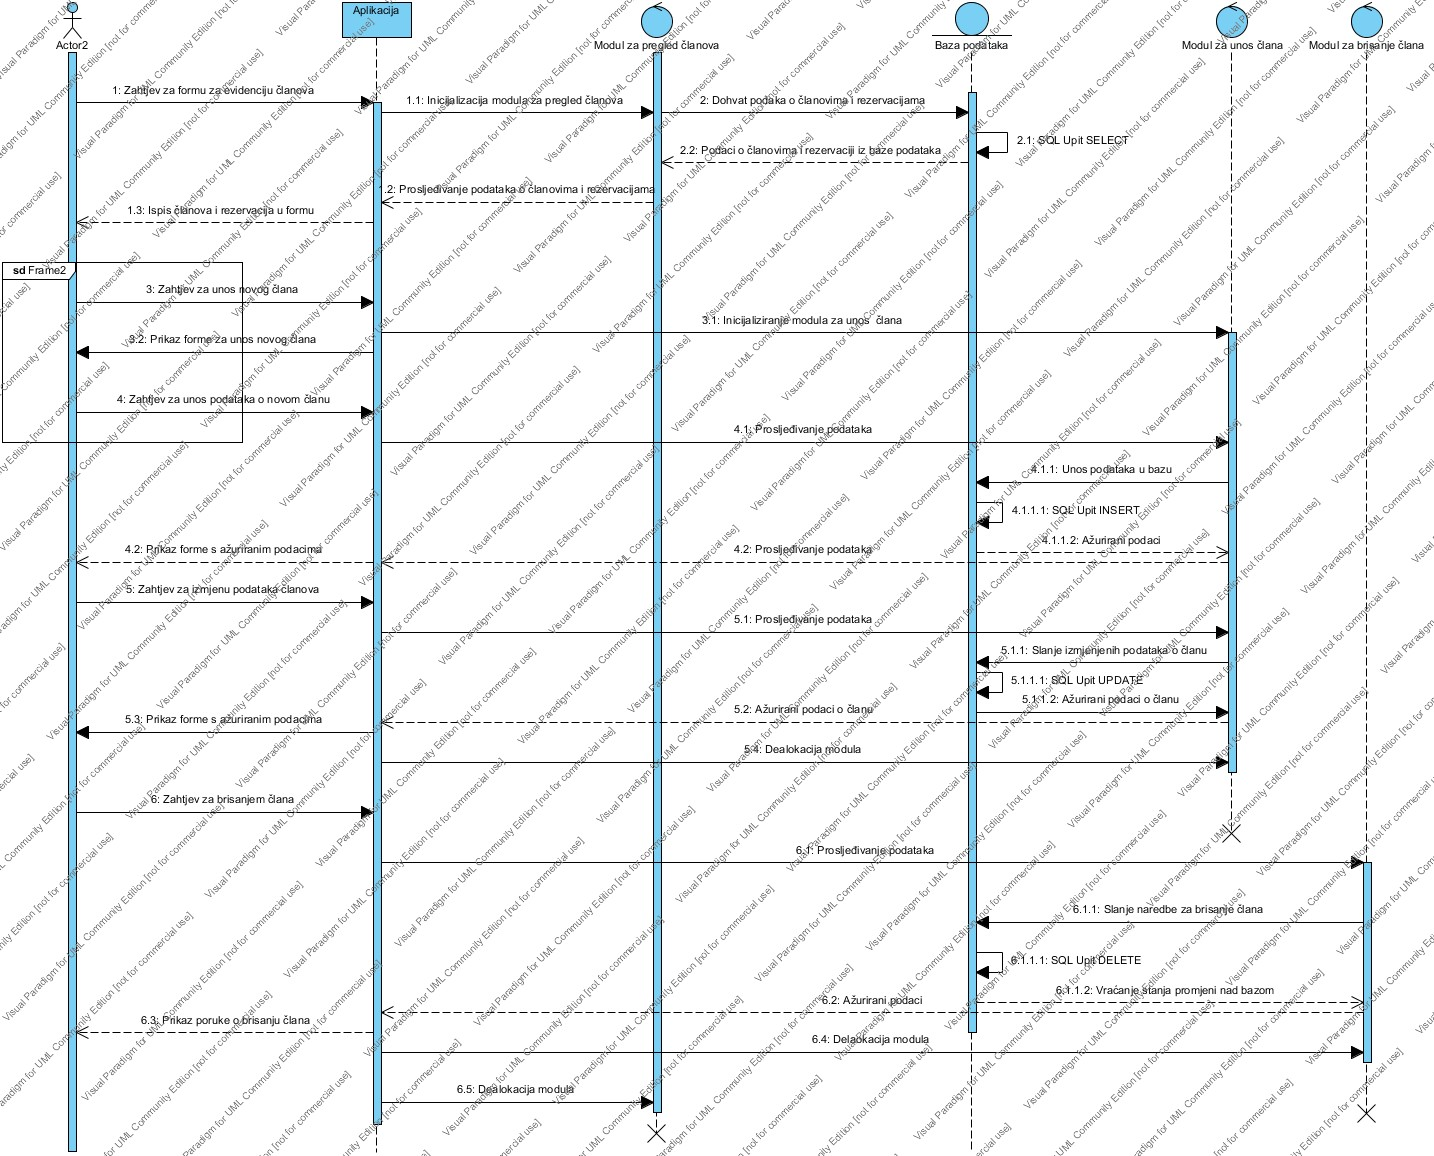 Aplikacija
Actor2
Modul za pregled članova
Baza podataka
Modul za unos člana
Modul za brisanje člana
1: Zahtjev za formu za evidenciju članova
1.1: Inicijalizacija modula za pregled članova
2: Dohvat podaka o članovima i rezervacijama
2.1: SQL Upit SELECT
2.2: Podaci o članovima i rezervaciji iz baze podataka
1.2: Prosljeđivanje podataka o članovima i rezervacijama
1.3: Ispis članova i rezervacija u formu
sd Frame2
3: Zahtjev za unos novog člana
3.1: Inicijaliziranje modula za unos člana
3.2: Prikaz forme za unos novog člana
4: Zahtjev za unos podataka o novom članu
4.1: Prosljeđivanje podataka
4.1.1: Unos podataka u bazu
4.1.1.1: SQL Upit INSERT
4.1.1.2: Ažurirani podaci
4.2: Prosljeđivanje podataka
4.2: Prikaz forme s ažuriranim podacima
5: Zahtjev za izmjenu podataka članova
5.1: Prosljeđivanje podataka
5.1.1: Slanje izmjenjenih podataka o članu
5.1.1.1: SQL Upit UPDATE
5.1.1.2: Ažurirani podaci o članu
5.2: Ažurirani podaci o članu
5.3: Prikaz forme s ažuriranim podacima
5.4: Dealokacija modula
6: Zahtjev za brisanjem člana
6.1: Prosljeđivanje podataka
6.1.1: Slanje naredbe za brisanje člana
6.1.1.1: SQL Upit DELETE
6.1.1.2: Vraćanje stanja promjeni nad bazom
6.2: Ažurirani podaci
6.3: Prikaz poruke o brisanju člana
6.4: Delaokacija modula
6.5: Dealokacija modula
Visual Paradigm for UML Community Edition [not for commercial use]